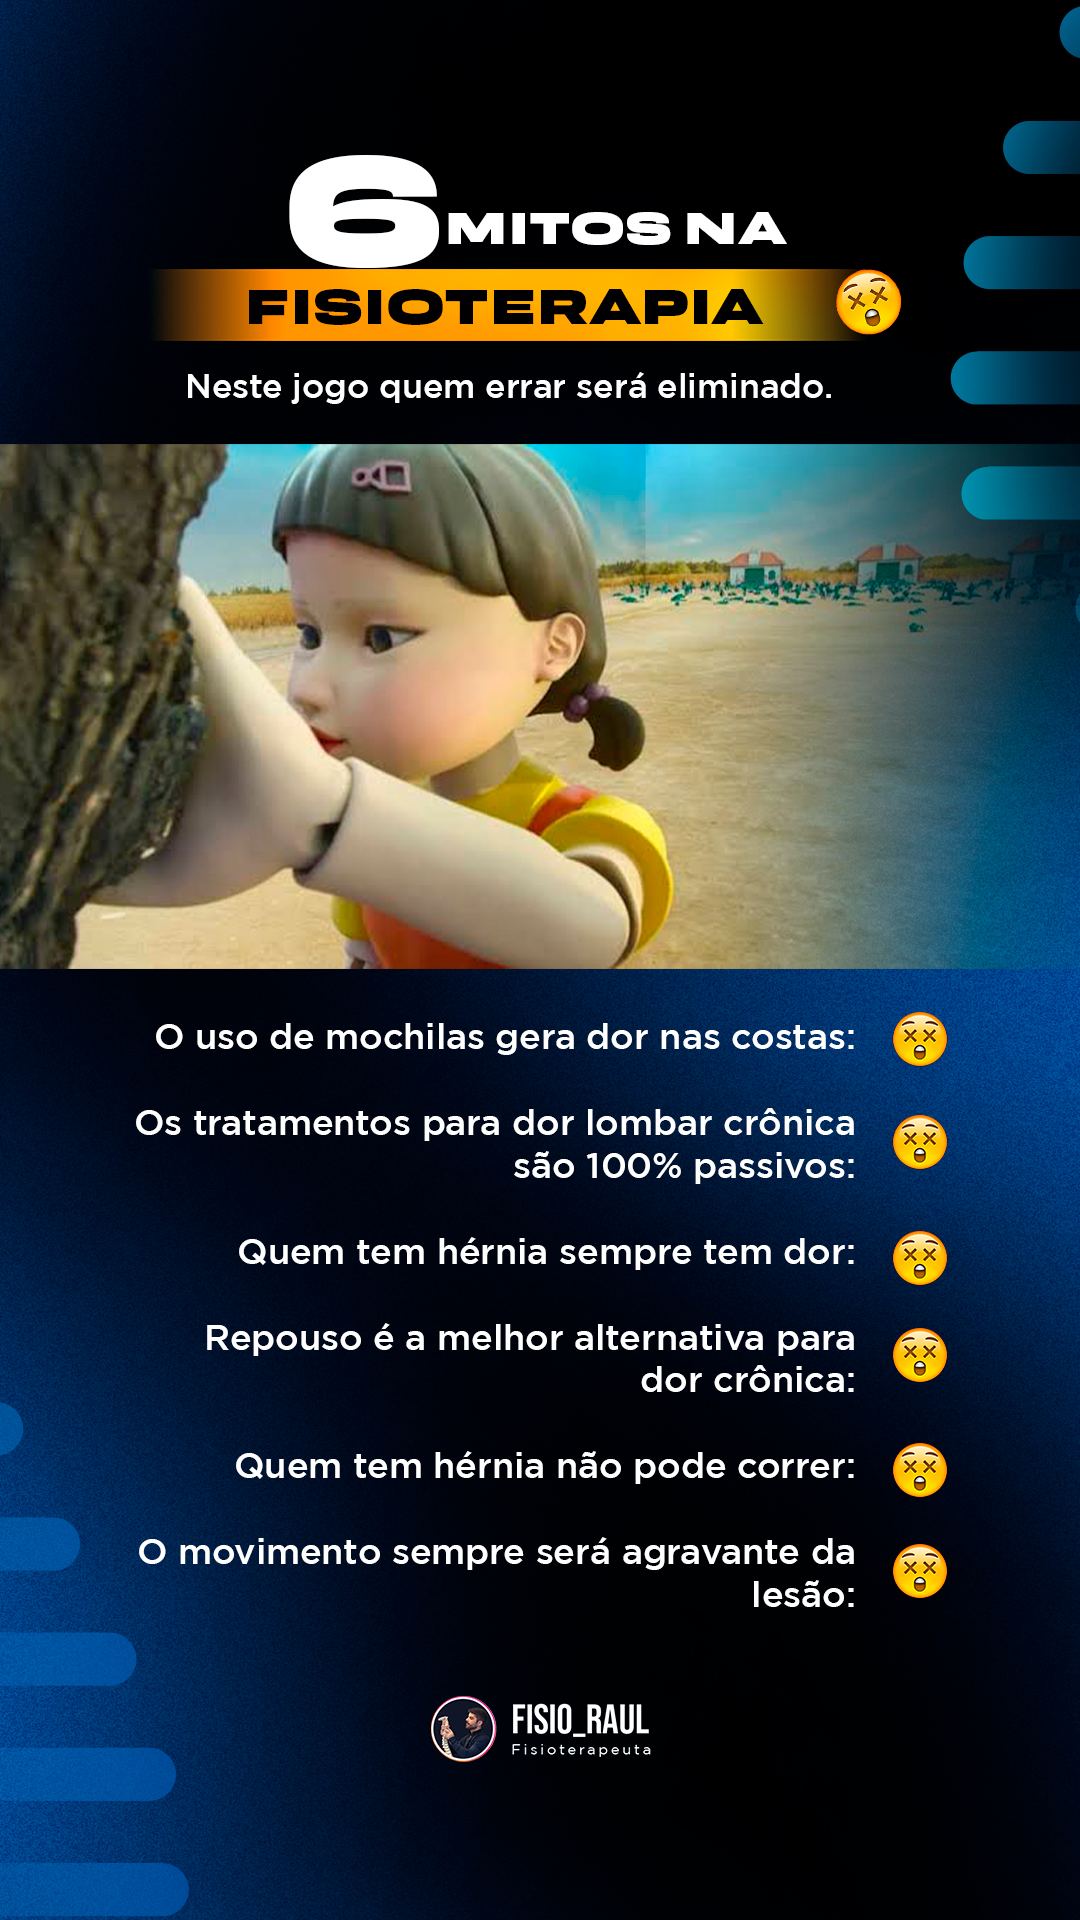 6 MITOS NA
FISIOTERAPIA
Neste jogo quem errar será eliminado.
O uso de mochilas gera dor nas costas:
Os tratamentos para dor lombar crônica
são 100% passivos:
Quem tem hérnia sempre tem dor:
Repouso é a melhor alternativa para
dor crônica:
Quem tem hérnia não pode correr:
O movimento sempre será agravante da
lesão:
FISIO_RAUL
Fisioterapeuta